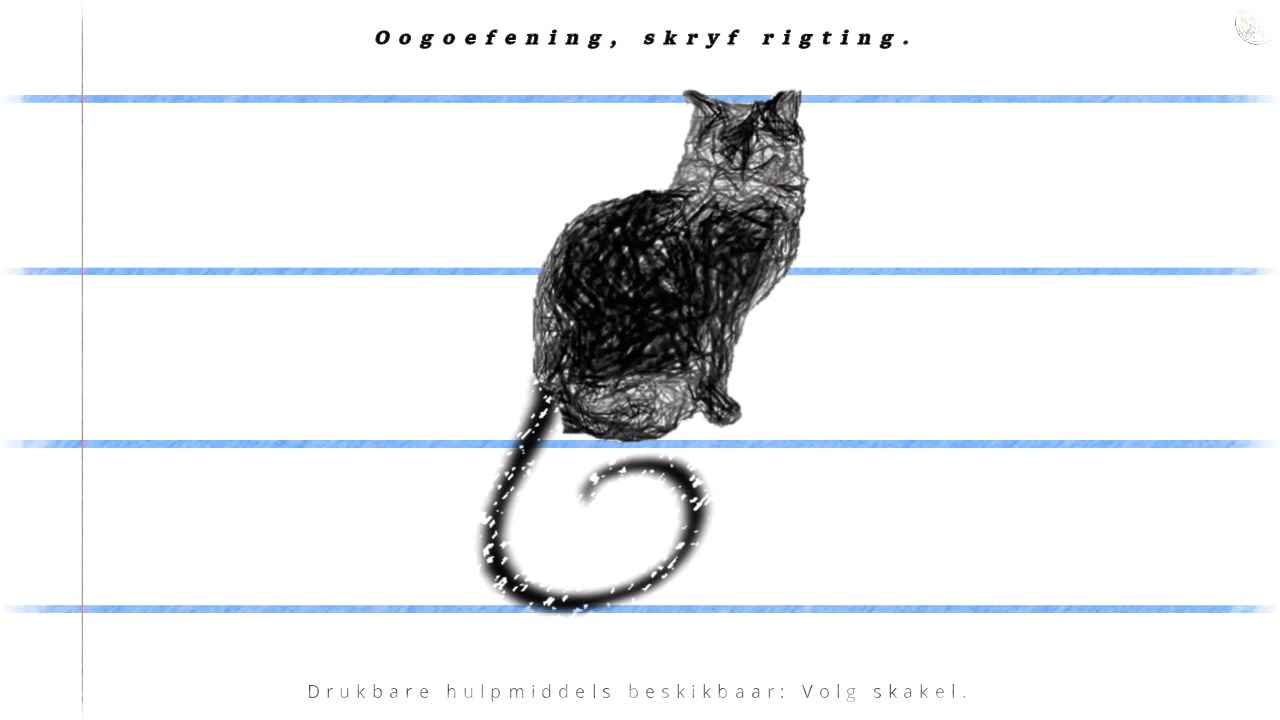 Oogoefening, skryf rigting.
Drukbare hulpmiddels beskikbaar: Volg skakel.